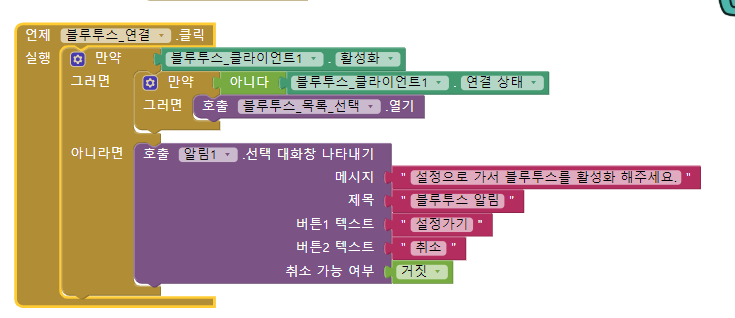 언제 블루투스_연결 .클릭
실행 만약 블루투스_클라이언트1 . 활성화
그러면 만약 아니다 블루투스_클라이언트1 . 연결 상태
그러면 호출 블루투스_목록_선택 .열기
아니라면 호출 알림1 .선택 대화창 나타내기
메시지 " 설정으로 가서 블루투스를 활성화 해주세요. "
제목 " 블루투스 알림 "
버튼1 텍스트 " 설정가기 "
버튼2 텍스트 " 취소 "
취소 가능 여부 거짓